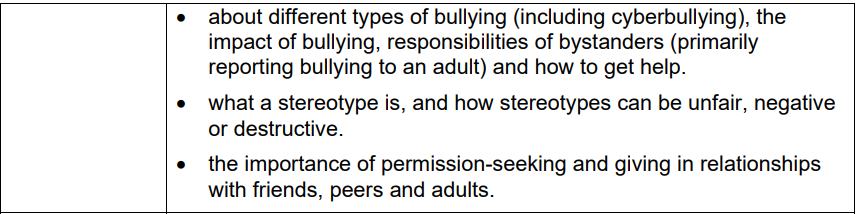 • about different types of bullying (including cyberbullying), the
impact of bullying, responsibilities of bystanders (primarily
reporting bullying to an adult) and how to get help.
• what a stereotype is, and how stereotypes can be unfair, negative
or destructive.
• the importance of permission-seeking and giving in relationships
with friends, peers and adults.